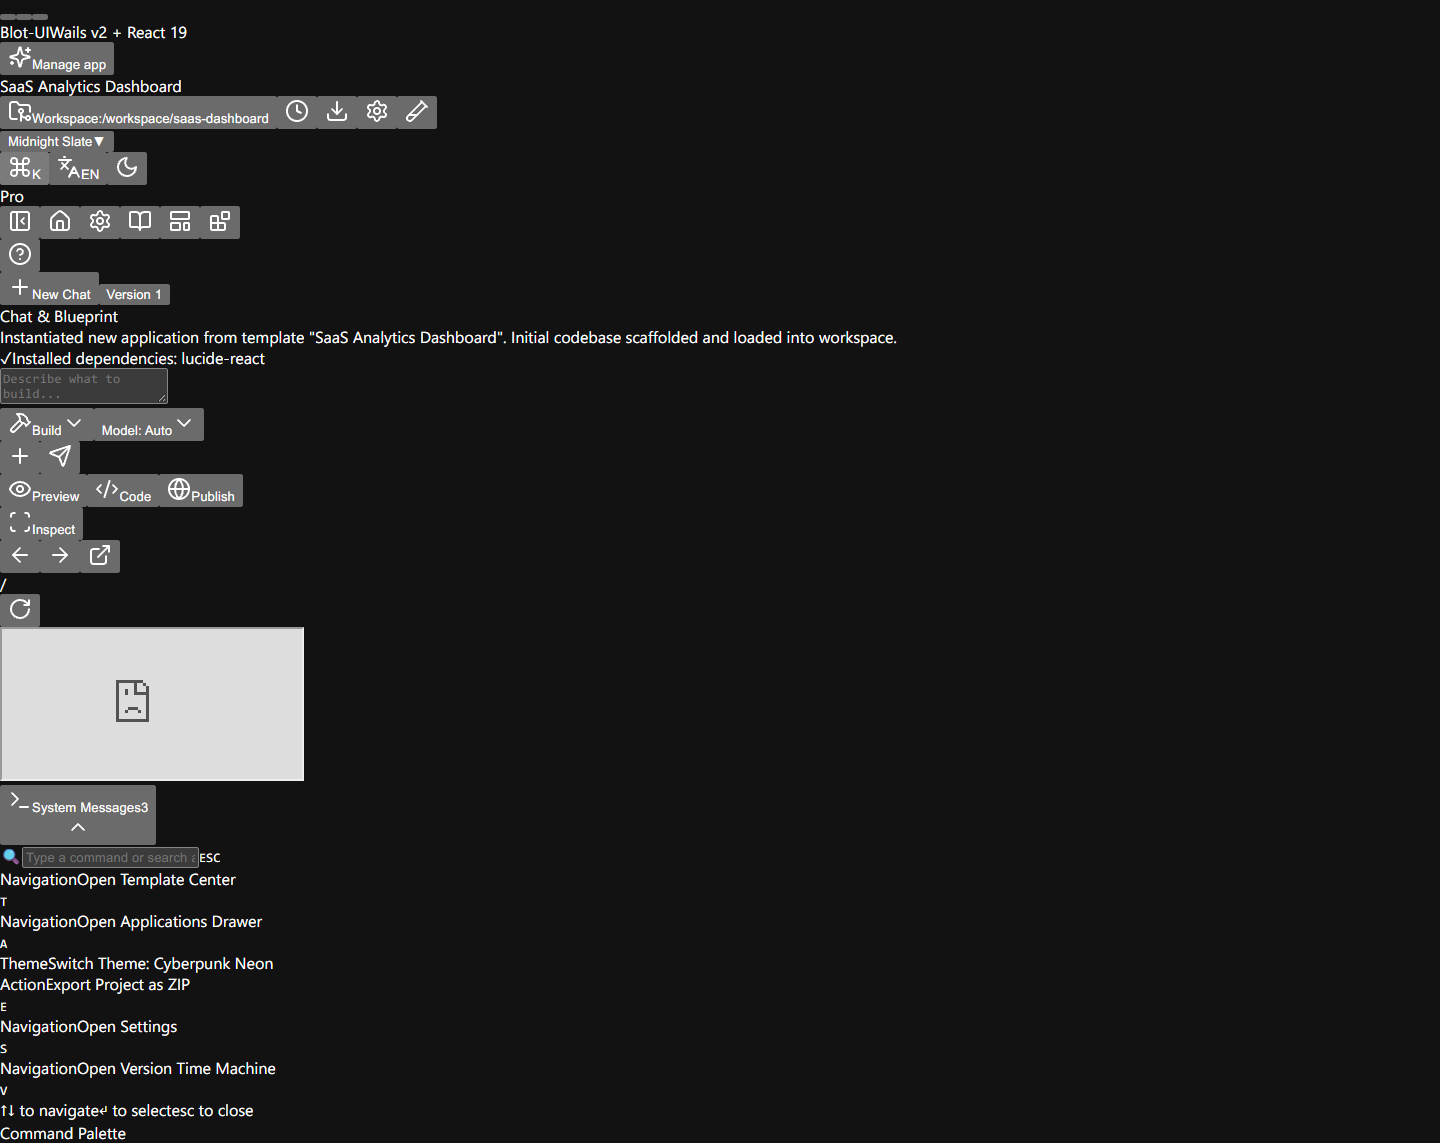 Blot-UIWails v2 + React 19
Manage app
SaaS Analytics Dashboard
Workspace:/workspace/saas-dashboard
Midnight Slate▼
K EN
Pro
New Chat Version 1
Chat & Blueprint
Instantiated new application from template "SaaS Analytics Dashboard". Initial codebase scaffolded and loaded into workspace.
✓Installed dependencies: lucide-react
Describe what to
build...
Build Model: Auto
Preview Code Publish
Inspect
/
System Messages3
Type a command or search ESC
NavigationOpen Template Center
T
NavigationOpen Applications Drawer
A
ThemeSwitch Theme: Cyberpunk Neon
ActionExport Project as ZIP
E
NavigationOpen Settings
S
NavigationOpen Version Time Machine
V
↑↓ to navigate↵ to selectesc to close
Command Palette